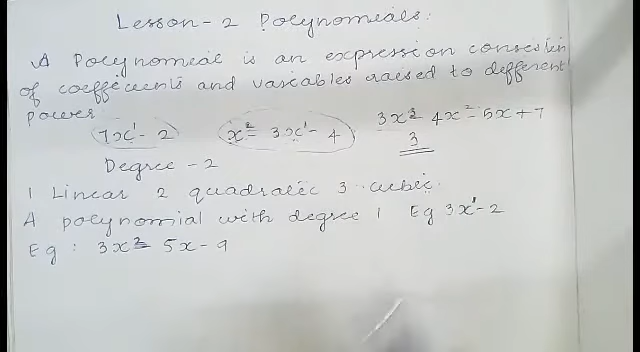 Lesson - 2 Polynomials:
A Polynomial is an expression consistin
of coefficients and variables raised to different
power
7x¹ - 2 x² - 3x¹ - 4 3x³ - 4x² - 5x + 7
3
Degree - 2
1 Linear 2 quadratic 3 cubic
A polynomial with degree 1 Eg 3x¹ - 2
Eg : 3x² - 5x - 9